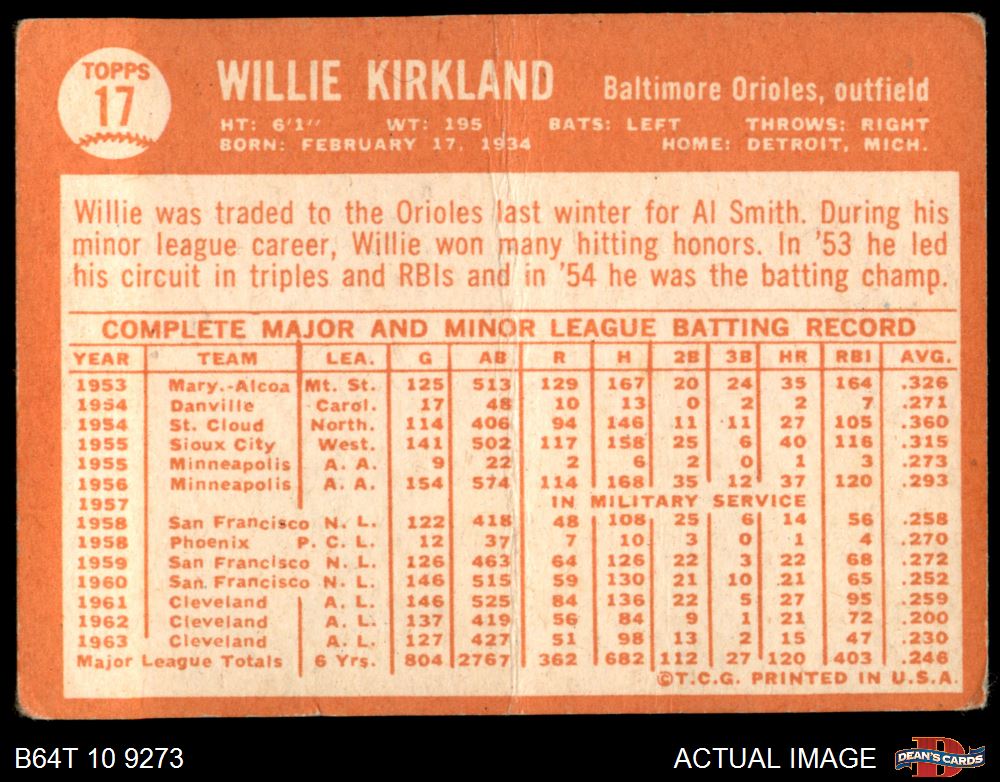 TOPPS
17
WILLIE KIRKLAND Baltimore Orioles, outfield
HT: 6'1" WT: 195 BATS: LEFT THROWS: RIGHT
BORN: FEBRUARY 17, 1934 HOME: DETROIT, MICH.
Willie was traded to the Orioles last winter for Al Smith. During his
minor league career, Willie won many hitting honors. In '53 he led
his circuit in triples and RBIs and in '54 he was the batting champ.
COMPLETE MAJOR AND MINOR LEAGUE BATTING RECORD
YEAR TEAM LEA. G AB R H 2B 3B HR RBI AVG.
1953 Mary.-Alcoa Mt. St. 125 513 129 167 20 24 35 164 .326
1954 Danville Carol. 17 48 10 13 0 2 2 7 .271
1954 St. Cloud North. 114 406 94 146 11 11 27 105 .360
1955 Sioux City West. 141 502 117 158 25 6 40 116 .315
1955 Minneapolis A. A. 9 22 2 6 2 0 1 3 .273
1956 Minneapolis A. A. 154 574 114 168 35 12 37 120 .293
1957 IN MILITARY SERVICE
1958 San Francisco N. L. 122 418 48 108 25 6 14 56 .258
1958 Phoenix P. C. L. 12 37 7 10 3 0 1 4 .270
1959 San Francisco N. L. 126 463 64 126 22 3 22 68 .272
1960 San Francisco N. L. 146 515 59 130 21 10 21 65 .252
1961 Cleveland A. L. 146 525 84 136 22 5 27 95 .259
1962 Cleveland A. L. 137 419 56 84 9 1 21 72 .200
1963 Cleveland A. L. 127 427 51 98 13 2 15 47 .230
Major League Totals 6 Yrs. 804 2767 362 682 112 27 120 403 .246
©T.C.G. PRINTED IN U.S.A.
B64T 10 9273 ACTUAL IMAGE D DEAN'S CARDS